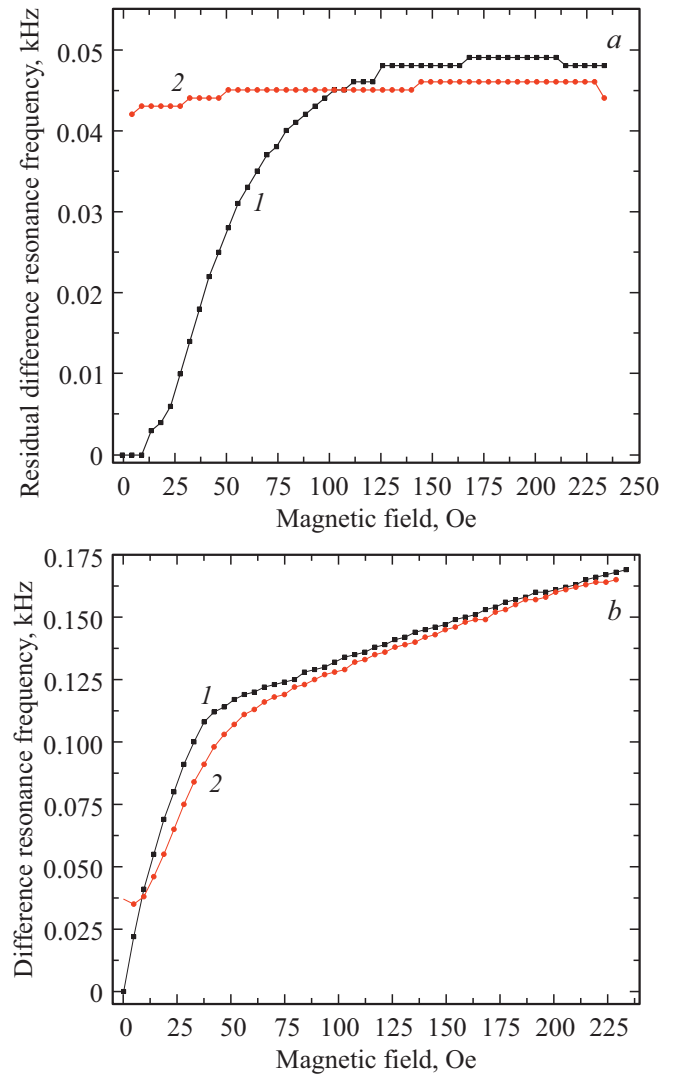 Residual difference resonance frequency, kHz
a
0.05
2
0.04
0.03
1
0.02
0.01
0
0 25 50 75 100 125 150 175 200 225 250
Magnetic field, Oe
Difference resonance frequency, kHz
0.175
b
0.150
1
0.125
0.100
2
0.075
0.050
0.025
0
0 25 50 75 100 125 150 175 200 225
Magnetic field, Oe